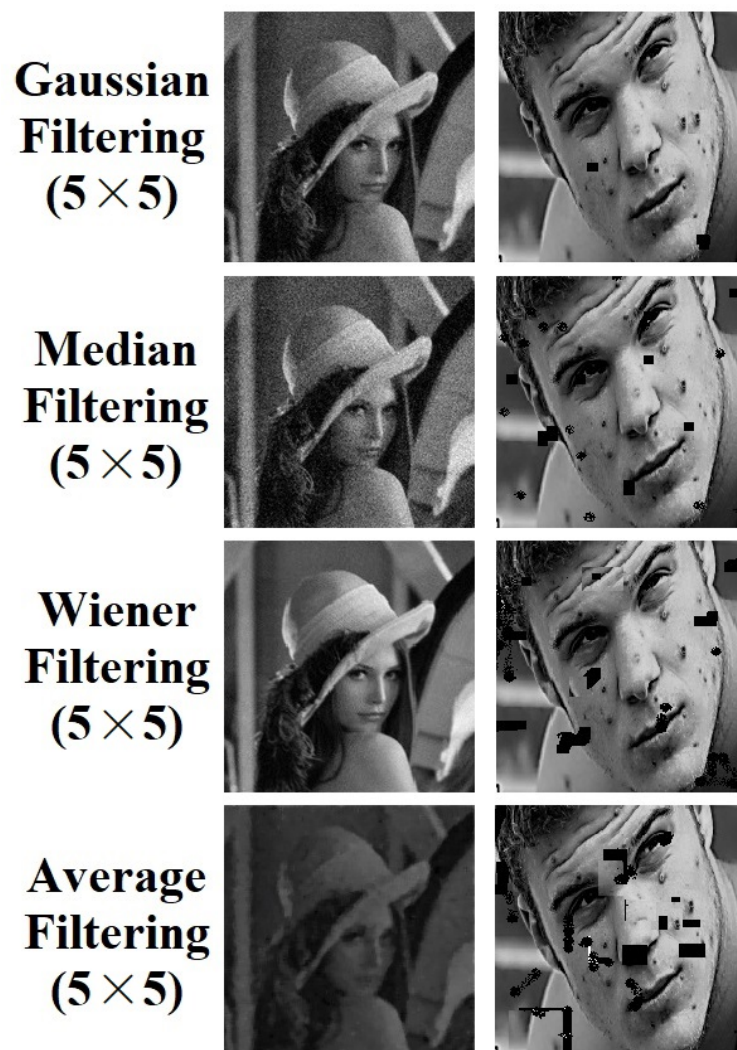 Gaussian
Filtering
(5×5)
Median
Filtering
(5×5)
Wiener
Filtering
(5×5)
Average
Filtering
(5×5)